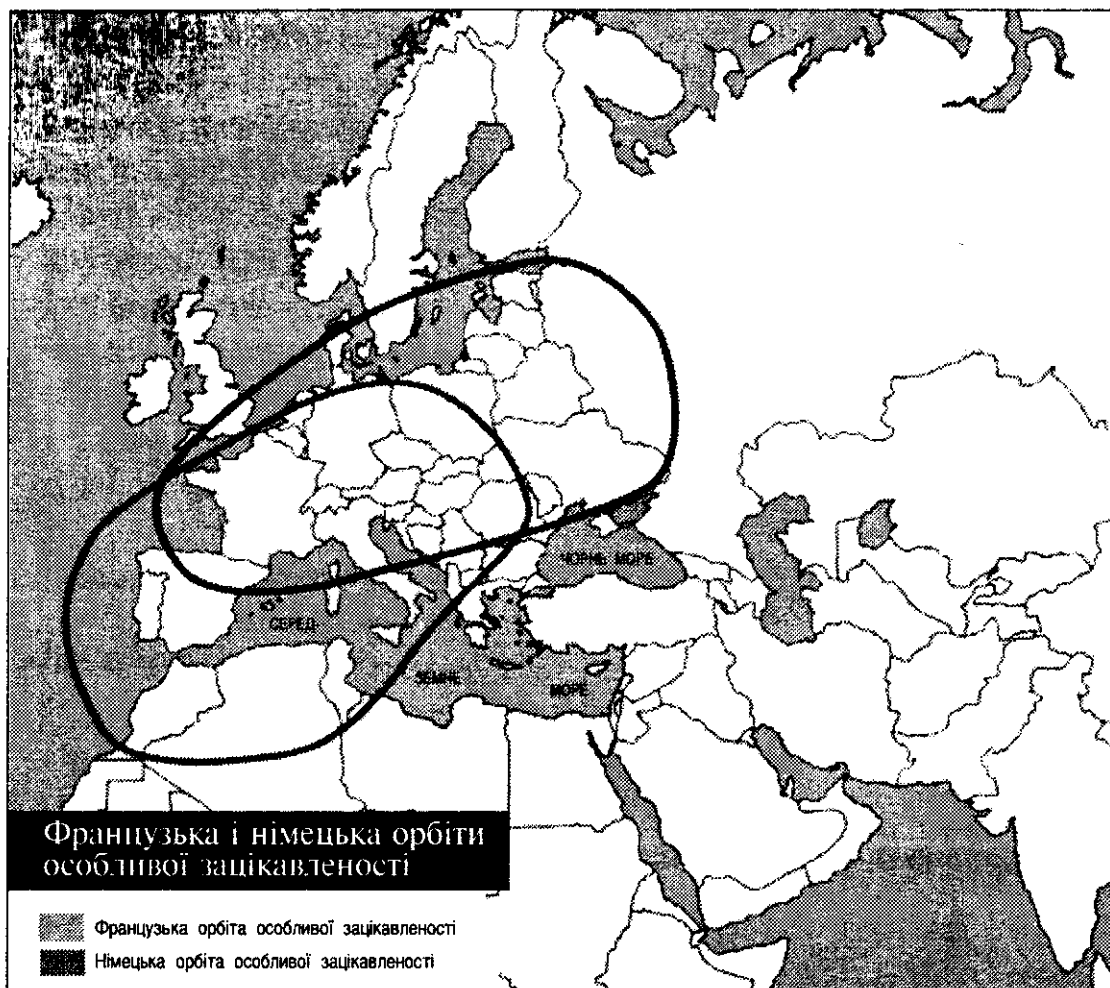 ЧОРНЕ МОРЕ
СЕРЕД
ЗЕМНЕ
МОРЕ
Французька і німецька орбіти
особливої зацікавленості
Французька орбіта особливої зацікавленості
Німецька орбіта особливої зацікавленості